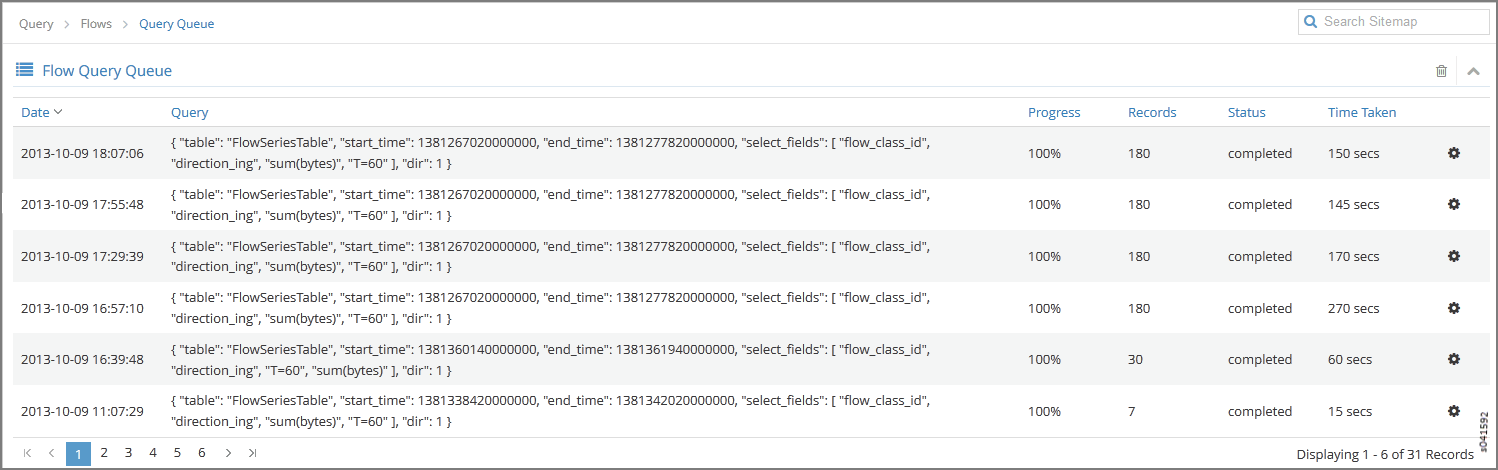 Query > Flows > Query Queue
Search Sitemap
Flow Query Queue
Date Query Progress Records Status Time Taken
{ "table": "FlowSeriesTable", "start_time": 1381267020000000, "end_time": 1381277820000000, "select_fields": [ "flow_class_id",
2013-10-09 18:07:06 100% 180 completed 150 secs
"direction_ing", "sum(bytes)", "T=60" ], "dir": 1 }
{ "table": "FlowSeriesTable", "start_time": 1381267020000000, "end_time": 1381277820000000, "select_fields": [ "flow_class_id",
2013-10-09 17:55:48 100% 180 completed 145 secs
"direction_ing", "sum(bytes)", "T=60" ], "dir": 1 }
{ "table": "FlowSeriesTable", "start_time": 1381267020000000, "end_time": 1381277820000000, "select_fields": [ "flow_class_id",
2013-10-09 17:29:39 100% 180 completed 170 secs
"direction_ing", "sum(bytes)", "T=60" ], "dir": 1 }
{ "table": "FlowSeriesTable", "start_time": 1381267020000000, "end_time": 1381277820000000, "select_fields": [ "flow_class_id",
2013-10-09 16:57:10 100% 180 completed 270 secs
"direction_ing", "sum(bytes)", "T=60" ], "dir": 1 }
{ "table": "FlowSeriesTable", "start_time": 1381360140000000, "end_time": 1381361940000000, "select_fields": [ "flow_class_id",
2013-10-09 16:39:48 100% 30 completed 60 secs
"direction_ing", "T=60", "sum(bytes)" ], "dir": 1 }
{ "table": "FlowSeriesTable", "start_time": 1381338420000000, "end_time": 1381342020000000, "select_fields": [ "flow_class_id",
2013-10-09 11:07:29 100% 7 completed 15 secs
"direction_ing", "sum(bytes)", "T=60" ], "dir": 1 }
1 2 3 4 5 6
Displaying 1 - 6 of 31 Records
s041592